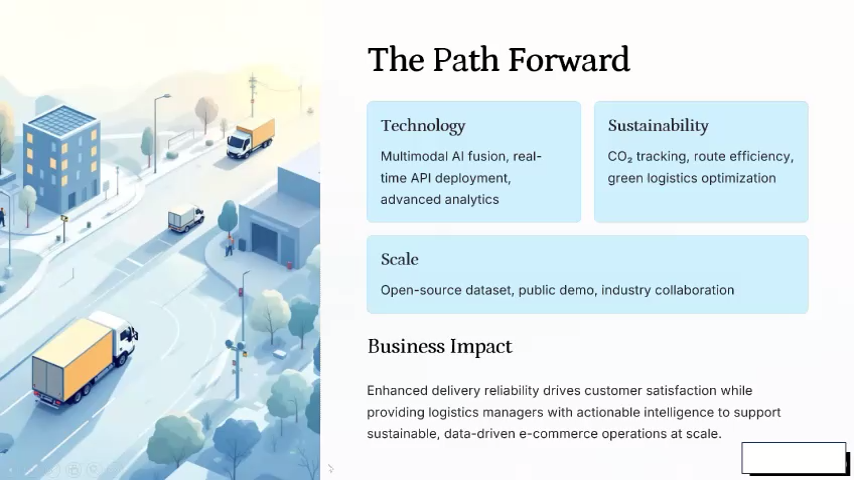 The Path Forward
Technology
Multimodal AI fusion, real-
time API deployment,
advanced analytics
Sustainability
CO₂ tracking, route efficiency,
green logistics optimization
Scale
Open-source dataset, public demo, industry collaboration
Business Impact
Enhanced delivery reliability drives customer satisfaction while
providing logistics managers with actionable intelligence to support
sustainable, data-driven e-commerce operations at scale.